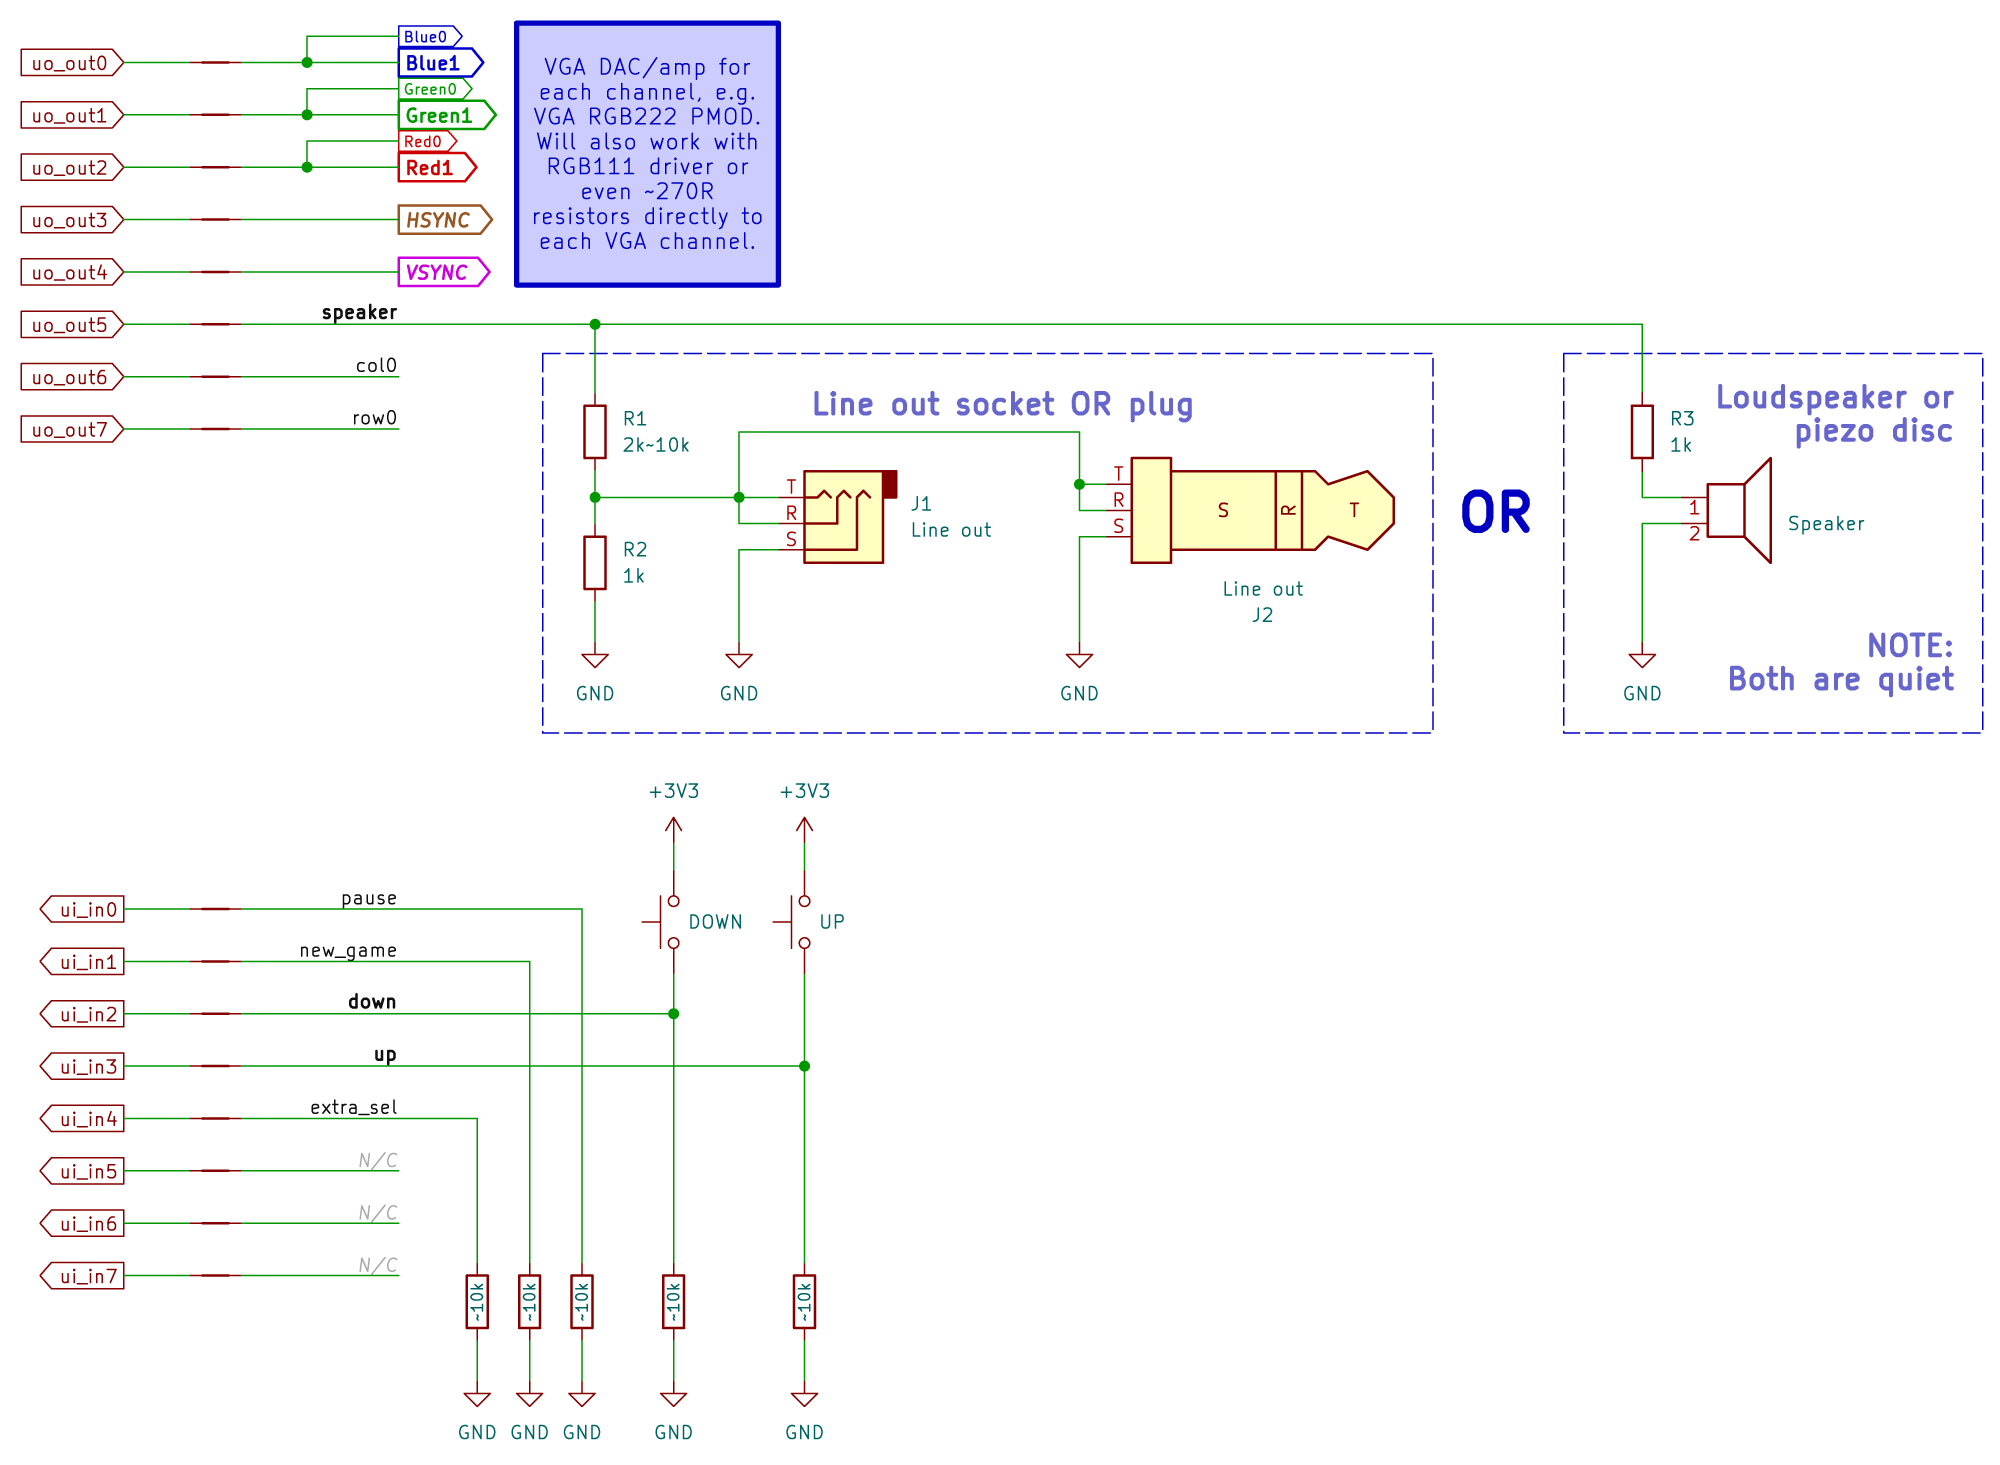 Blue0
uo_out0
Blue1
Green0
uo_out1
Green1
Red0
uo_out2
Red1
uo_out3
HSYNC
uo_out4
VSYNC
VGA DAC/amp for
each channel, e.g.
VGA RGB222 PMOD.
Will also work with
RGB111 driver or
even ~270R
resistors directly to
each VGA channel.
speaker
uo_out5
col0
uo_out6
row0
uo_out7
Line out socket OR plug
R1
2k~10k
R2
1k
T
R
S
J1
Line out
T
R
S
S
R
T
Line out
J2
GND
GND
GND
OR
Loudspeaker or
piezo disc
R3
1k
1
2
Speaker
NOTE:
Both are quiet
GND
+3V3
+3V3
DOWN
UP
pause
ui_in0
new_game
ui_in1
down
ui_in2
up
ui_in3
extra_sel
ui_in4
N/C
ui_in5
N/C
ui_in6
N/C
ui_in7
~10k
~10k
~10k
~10k
~10k
GND
GND
GND
GND
GND